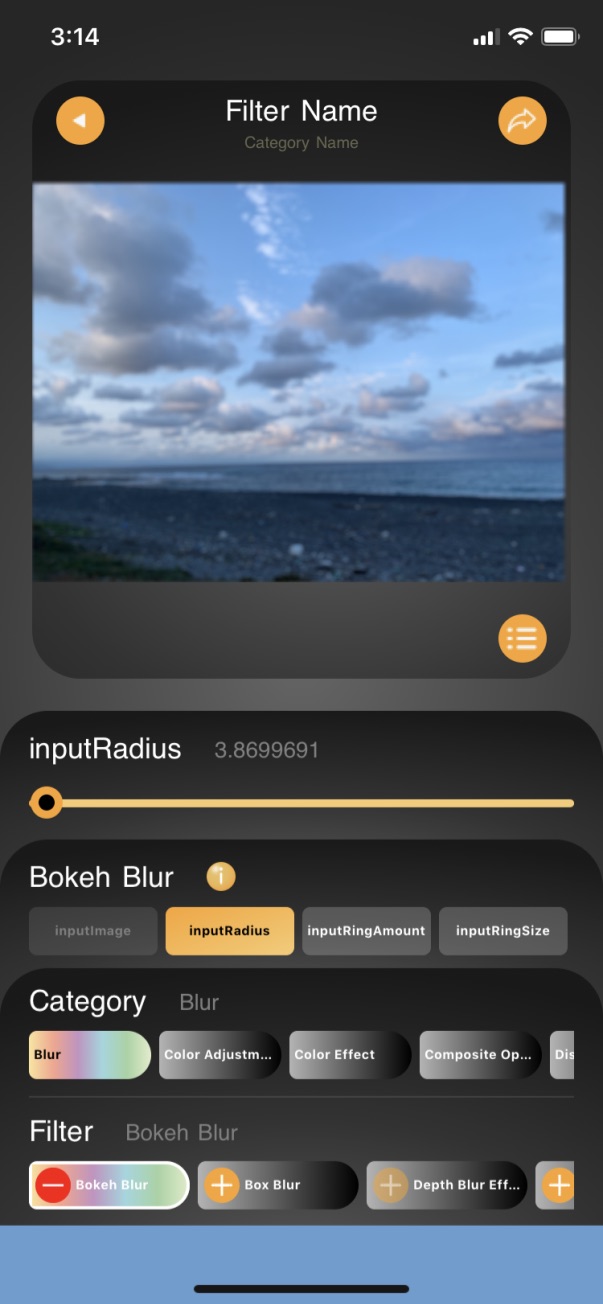 3:14
Filter Name
Category Name
inputRadius 3.8699691
Bokeh Blur i
inputImage inputRadius inputRingAmount inputRingSize
Category Blur
Blur Color Adjustm... Color Effect Composite Op... Dis
Filter Bokeh Blur
Bokeh Blur Box Blur Depth Blur Eff...